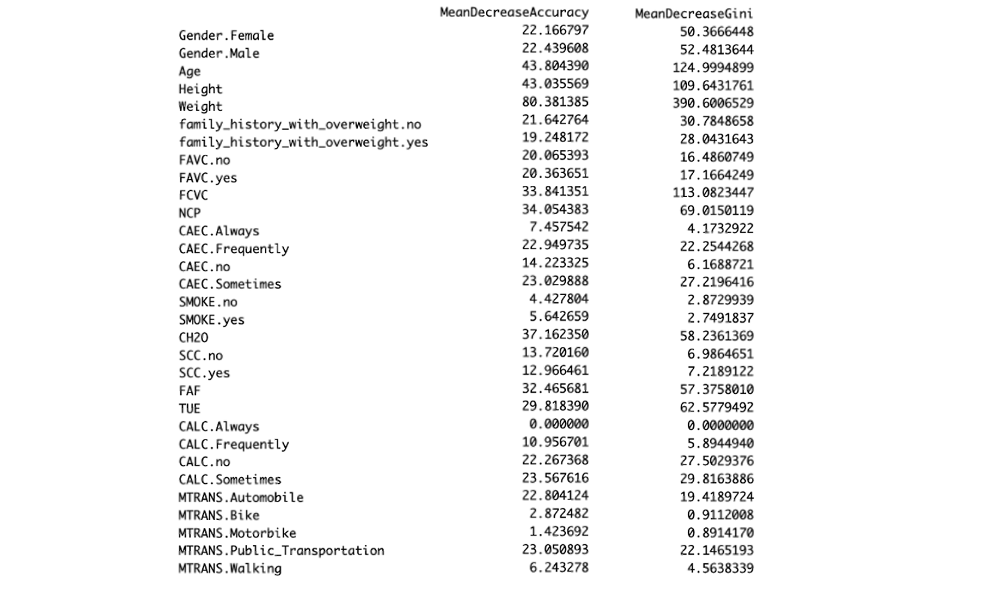 MeanDecreaseAccuracy MeanDecreaseGini
Gender.Female 22.166797 50.3666448
Gender.Male 22.439608 52.4813644
Age 43.804390 124.9994899
Height 43.035569 109.6431761
Weight 80.381385 390.6006529
family_history_with_overweight.no 21.642764 30.7848658
family_history_with_overweight.yes 19.248172 28.0431643
FAVC.no 20.065393 16.4860749
FAVC.yes 20.363651 17.1664249
FCVC 33.841351 113.0823447
NCP 34.054383 69.0150119
CAEC.Always 7.457542 4.1732922
CAEC.Frequently 22.949735 22.2544268
CAEC.no 14.223325 6.1688721
CAEC.Sometimes 23.029888 27.2196416
SMOKE.no 4.427804 2.8729939
SMOKE.yes 5.642659 2.7491837
CH2O 37.162350 58.2361369
SCC.no 13.720160 6.9864651
SCC.yes 12.966461 7.2189122
FAF 32.465681 57.3758010
TUE 29.818390 62.5779492
CALC.Always 0.000000 0.0000000
CALC.Frequently 10.956701 5.8944940
CALC.no 22.267368 27.5029376
CALC.Sometimes 23.567616 29.8163886
MTRANS.Automobile 22.804124 19.4189724
MTRANS.Bike 2.872482 0.9112008
MTRANS.Motorbike 1.423692 0.8914170
MTRANS.Public_Transportation 23.050893 22.1465193
MTRANS.Walking 6.243278 4.5638339